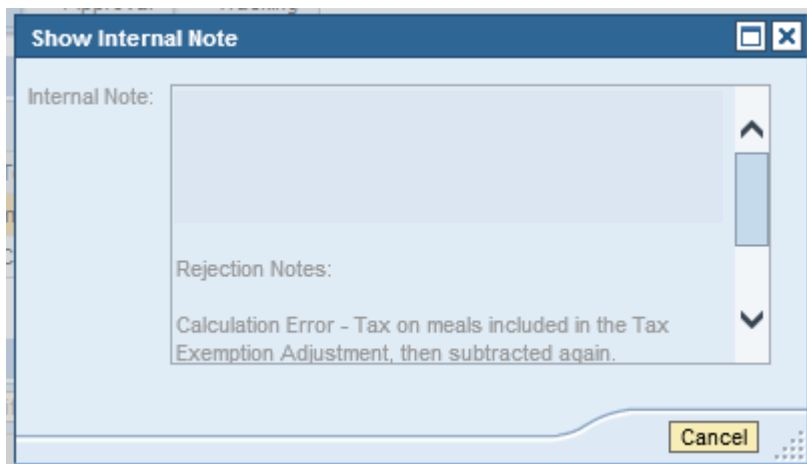 Show Internal Note
Internal Note:
Rejection Notes:
Calculation Error - Tax on meals included in the Tax
Exemption Adjustment, then subtracted again.
Cancel